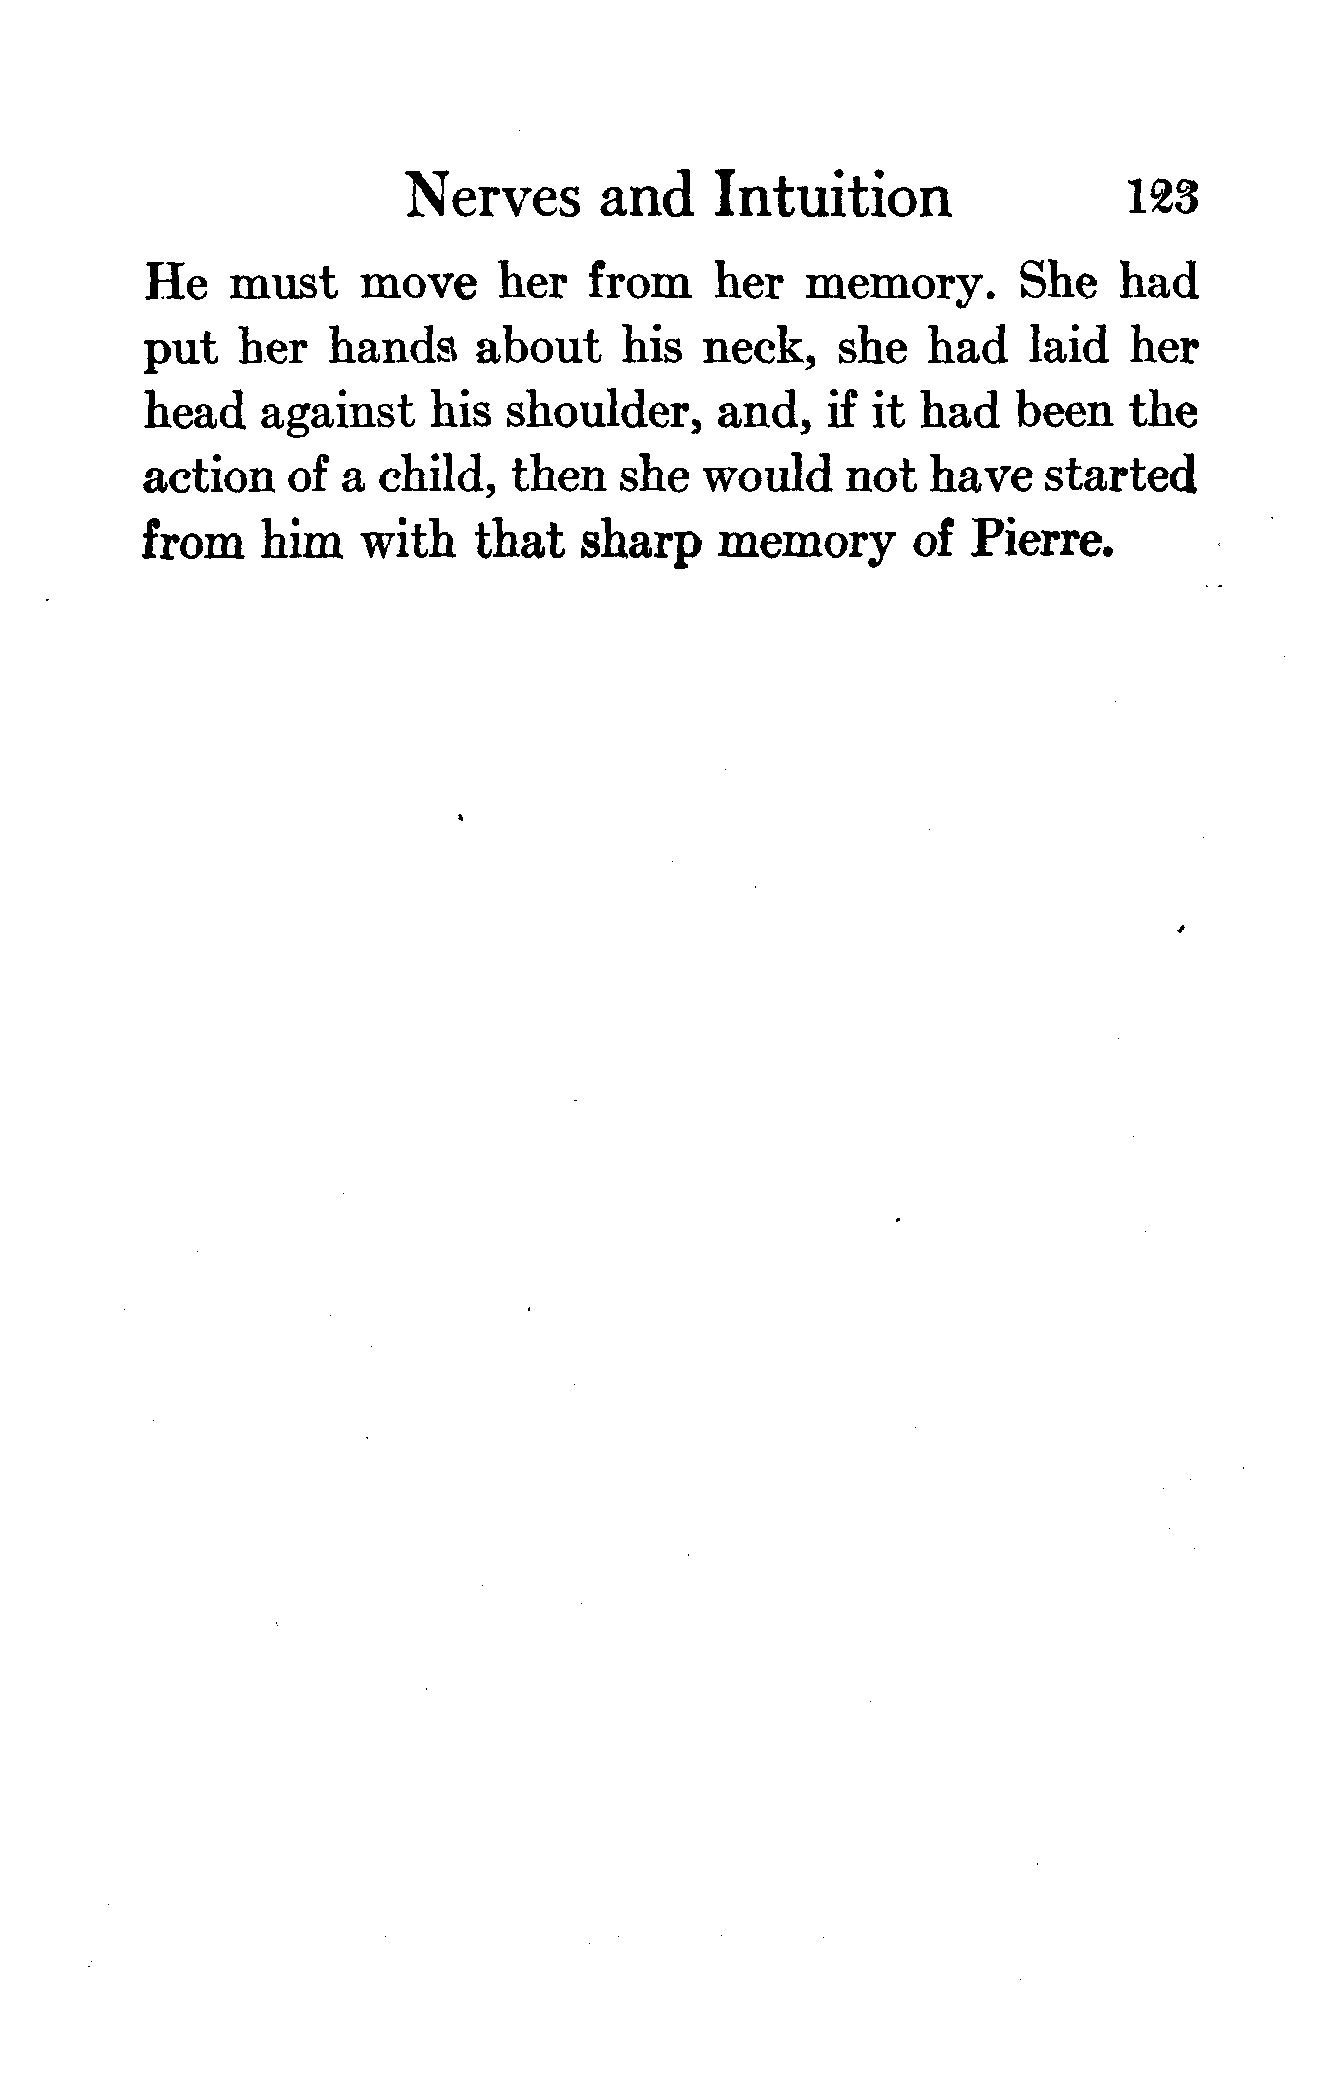 Nerves and Intuition 123
He must move her from her memory. She had
put her hands about his neck, she had laid her
head against his shoulder, and, if it had been the
action of a child, then she would not have started
from him with that sharp memory of Pierre.